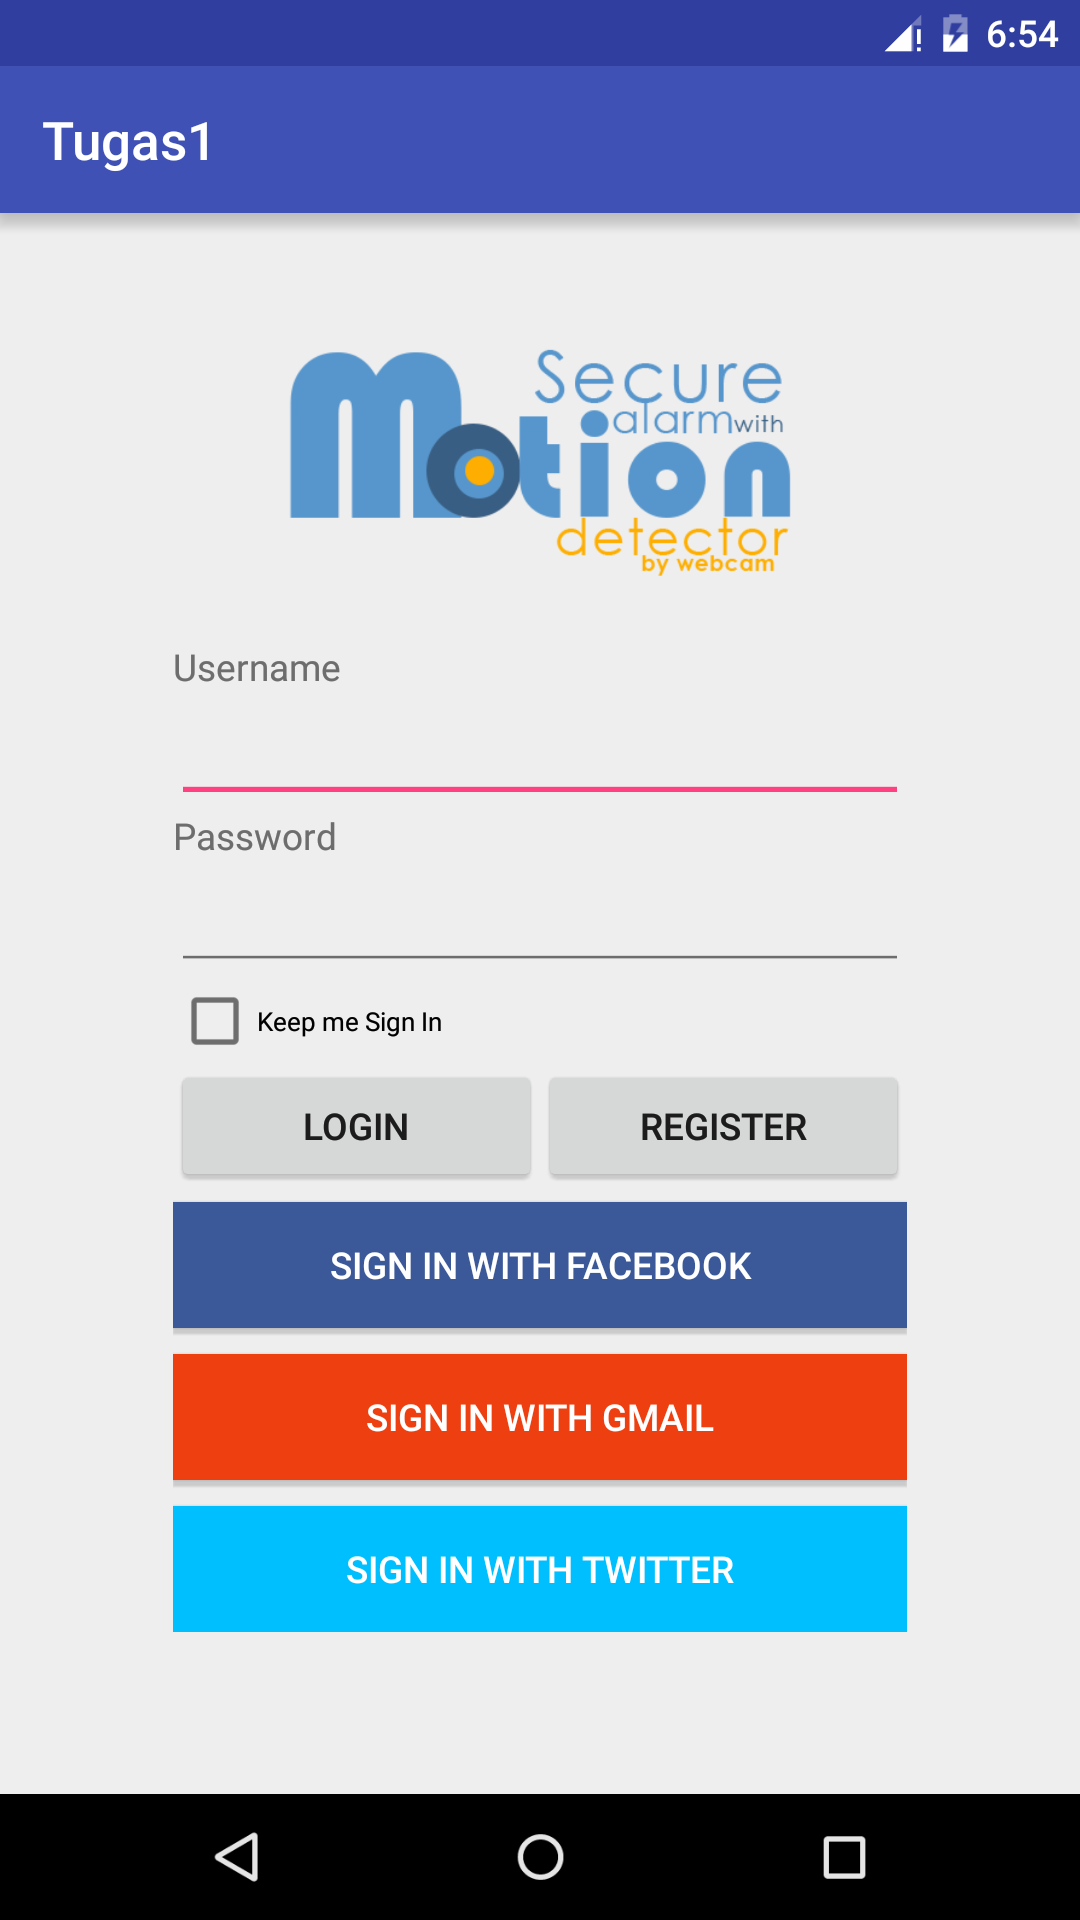 6:54
Tugas1
Secure
alarm with
Motion
detector
by webcam
Username
Password
Keep me Sign In
LOGIN
REGISTER
SIGN IN WITH FACEBOOK
SIGN IN WITH GMAIL
SIGN IN WITH TWITTER